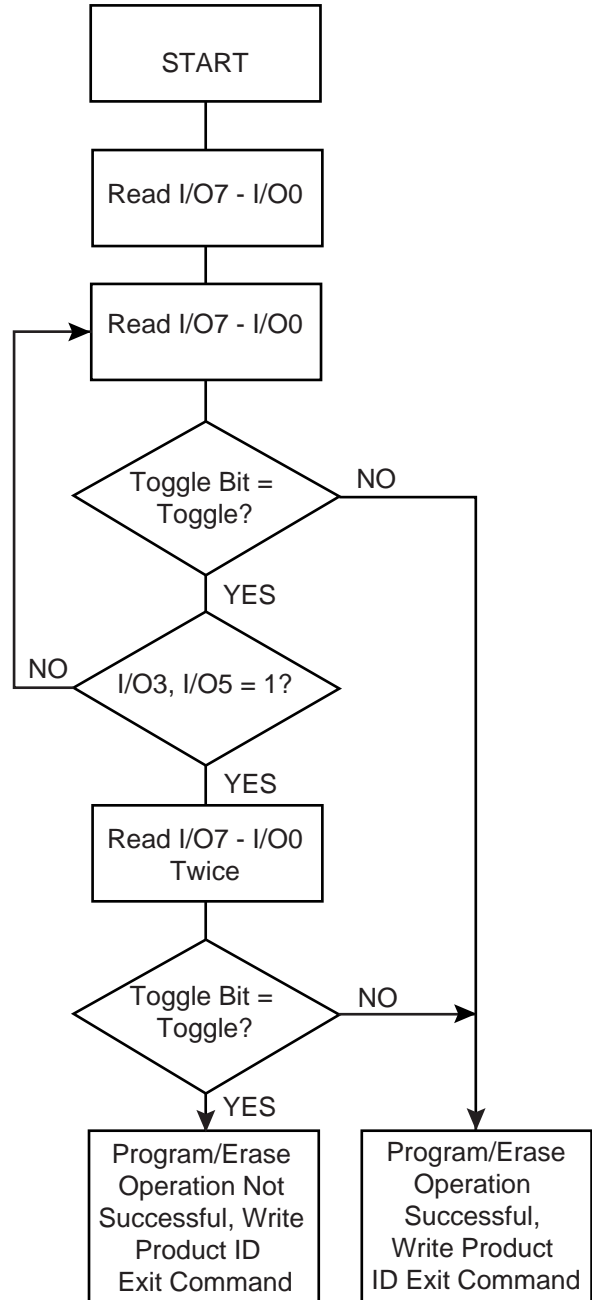 START
Read I/O7 - I/O0
Read I/O7 - I/O0
Toggle Bit =
Toggle?
NO
YES
NO
I/O3, I/O5 = 1?
YES
Read I/O7 - I/O0
Twice
Toggle Bit =
Toggle?
NO
YES
Program/Erase
Operation Not
Successful, Write
Product ID
Exit Command
Program/Erase
Operation
Successful,
Write Product
ID Exit Command